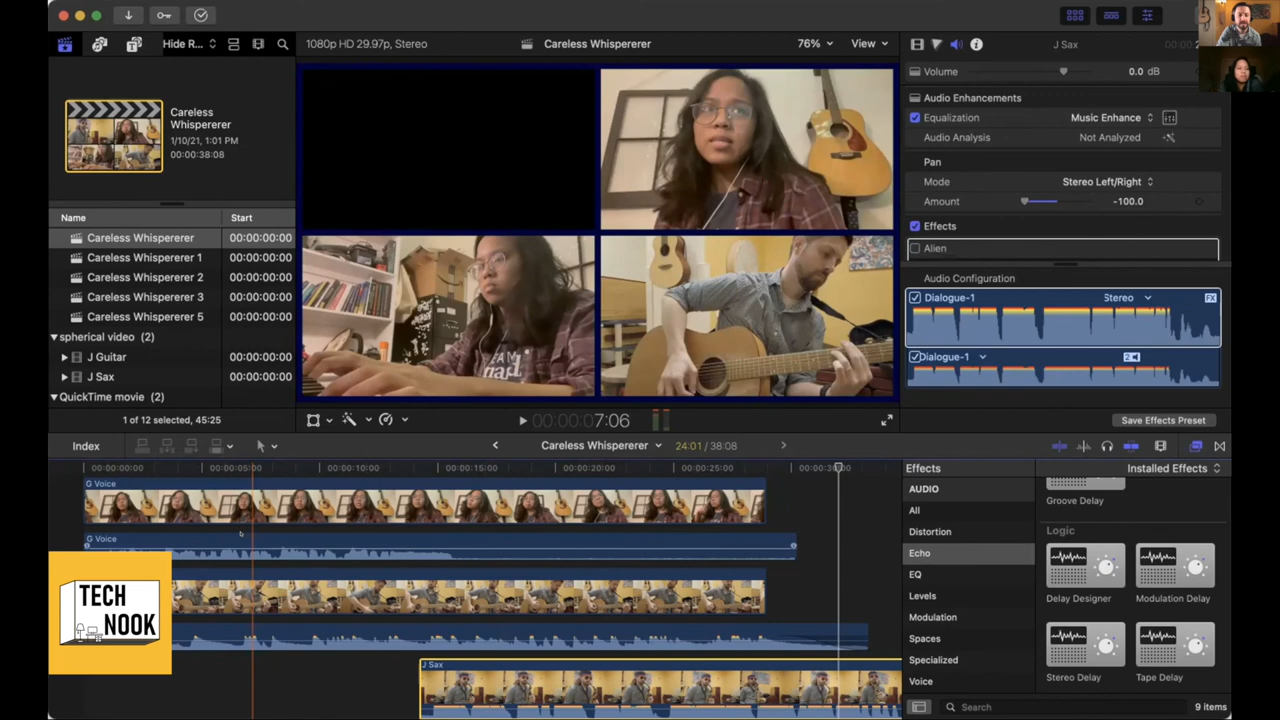 Hide R...
1080p HD 29.97p, Stereo
Careless Whispererer
76%
View
J Sax
Careless
Whispererer
1/10/21, 1:01 PM
00:00:38:08
Name
Start
Careless Whispererer
00:00:00:00
Careless Whispererer 1
00:00:00:00
Careless Whispererer 2
00:00:00:00
Careless Whispererer 3
00:00:00:00
Careless Whispererer 5
00:00:00:00
spherical video (2)
J Guitar
00:00:00:00
J Sax
00:00:00:00
QuickTime movie (2)
1 of 12 selected, 45:25
00:00:07:06
Volume
0.0 dB
Audio Enhancements
Equalization
Music Enhance
Audio Analysis
Not Analyzed
Pan
Mode
Stereo Left/Right
Amount
-100.0
Effects
Alien
Audio Configuration
Dialogue-1
Stereo
FX
Dialogue-1
2
Save Effects Preset
Index
Careless Whispererer
24:01 / 38:08
00:00:00:00
00:00:05:00
00:00:10:00
00:00:15:00
00:00:20:00
00:00:25:00
G Voice
G Voice
J Sax
TECH
NOOK
Effects
Installed Effects
AUDIO
All
Distortion
Echo
EQ
Levels
Modulation
Spaces
Specialized
Voice
Groove Delay
Logic
Delay Designer
Modulation Delay
Stereo Delay
Tape Delay
Search
9 items